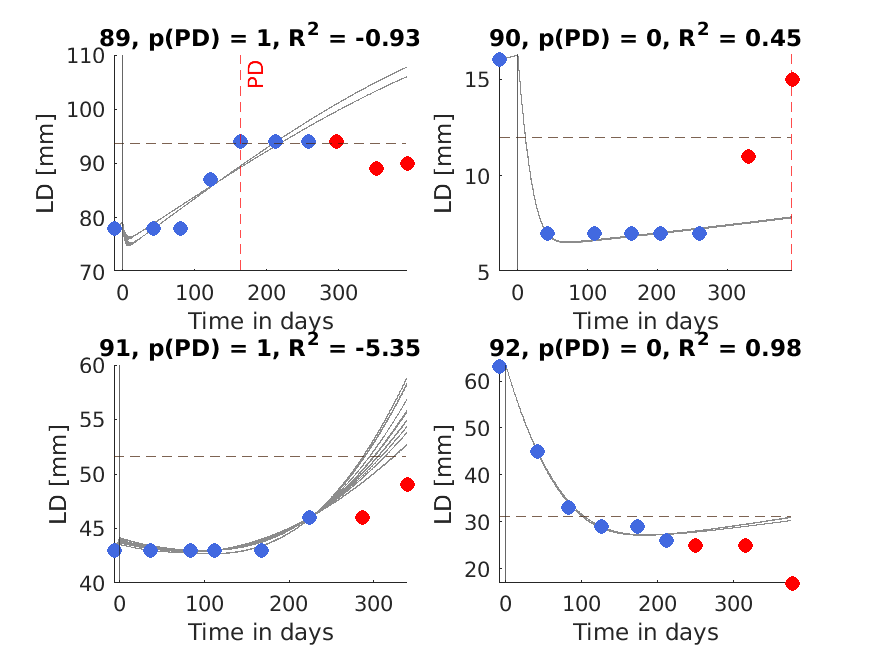 89, p(PD) = 1, R² = -0.93
110
100
90
80
70
LD [mm]
PD
0 100 200 300
Time in days
90, p(PD) = 0, R² = 0.45
15
10
5
LD [mm]
0 100 200 300
Time in days
91, p(PD) = 1, R² = -5.35
60
55
50
45
40
LD [mm]
0 100 200 300
Time in days
92, p(PD) = 0, R² = 0.98
60
50
40
30
20
LD [mm]
0 100 200 300
Time in days